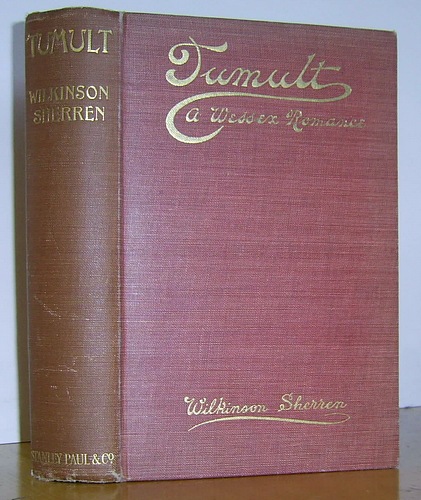 TUMULT
WILKINSON
SHERREN
STANLEY PAUL & CO
Tumult
A Wessex Romance
Wilkinson Sherren